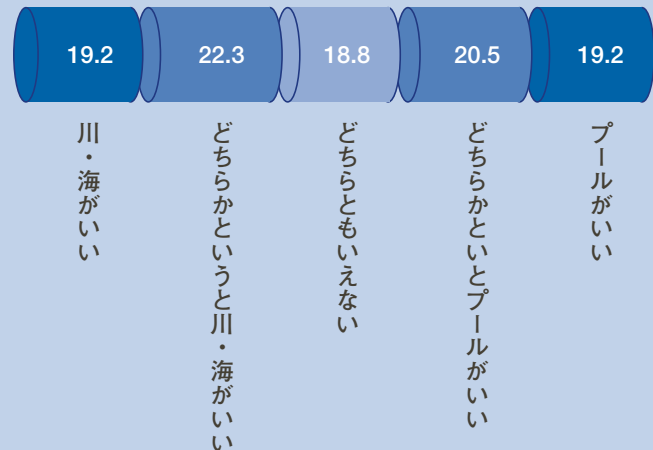 19.2
22.3
18.8
20.5
19.2
川・海がいい
どちらかというと川・海がいい
どちらともいえない
どちらかといとプールがいい
プールがいい